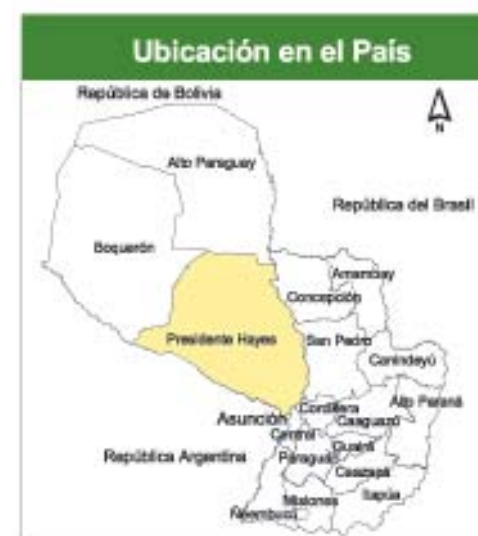 Ubicación en el País
República de Bolivia
N
Alto Paraguay
República del Brasil
Boquerón
Amambay
Concepción
Presidente Hayes
San Pedro
Canindeyú
Alto Paraná
Cordillera
Asunción
Caaguazú
Central
Guairá
República Argentina
Paraguarí
Caazapá
Itapúa
Misiones
Ñeembucú